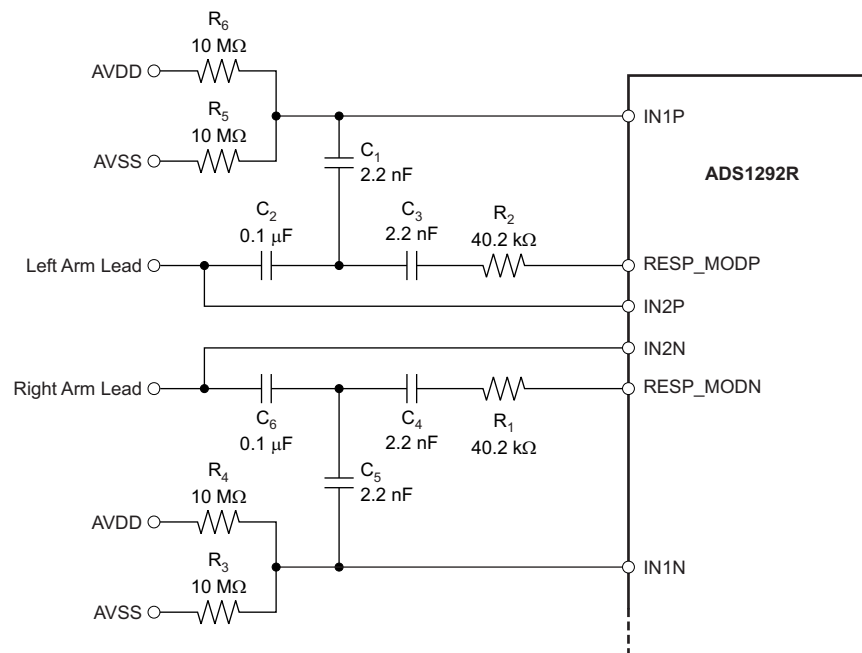 R6
10 MΩ
AVDD
R5
10 MΩ
AVSS
IN1P
C1
2.2 nF
ADS1292R
C2
0.1 μF
C3
2.2 nF
R2
40.2 kΩ
Left Arm Lead
RESP_MODP
IN2P
IN2N
Right Arm Lead
RESP_MODN
C6
0.1 μF
C4
2.2 nF
R1
40.2 kΩ
R4
10 MΩ
C5
2.2 nF
AVDD
R3
10 MΩ
IN1N
AVSS